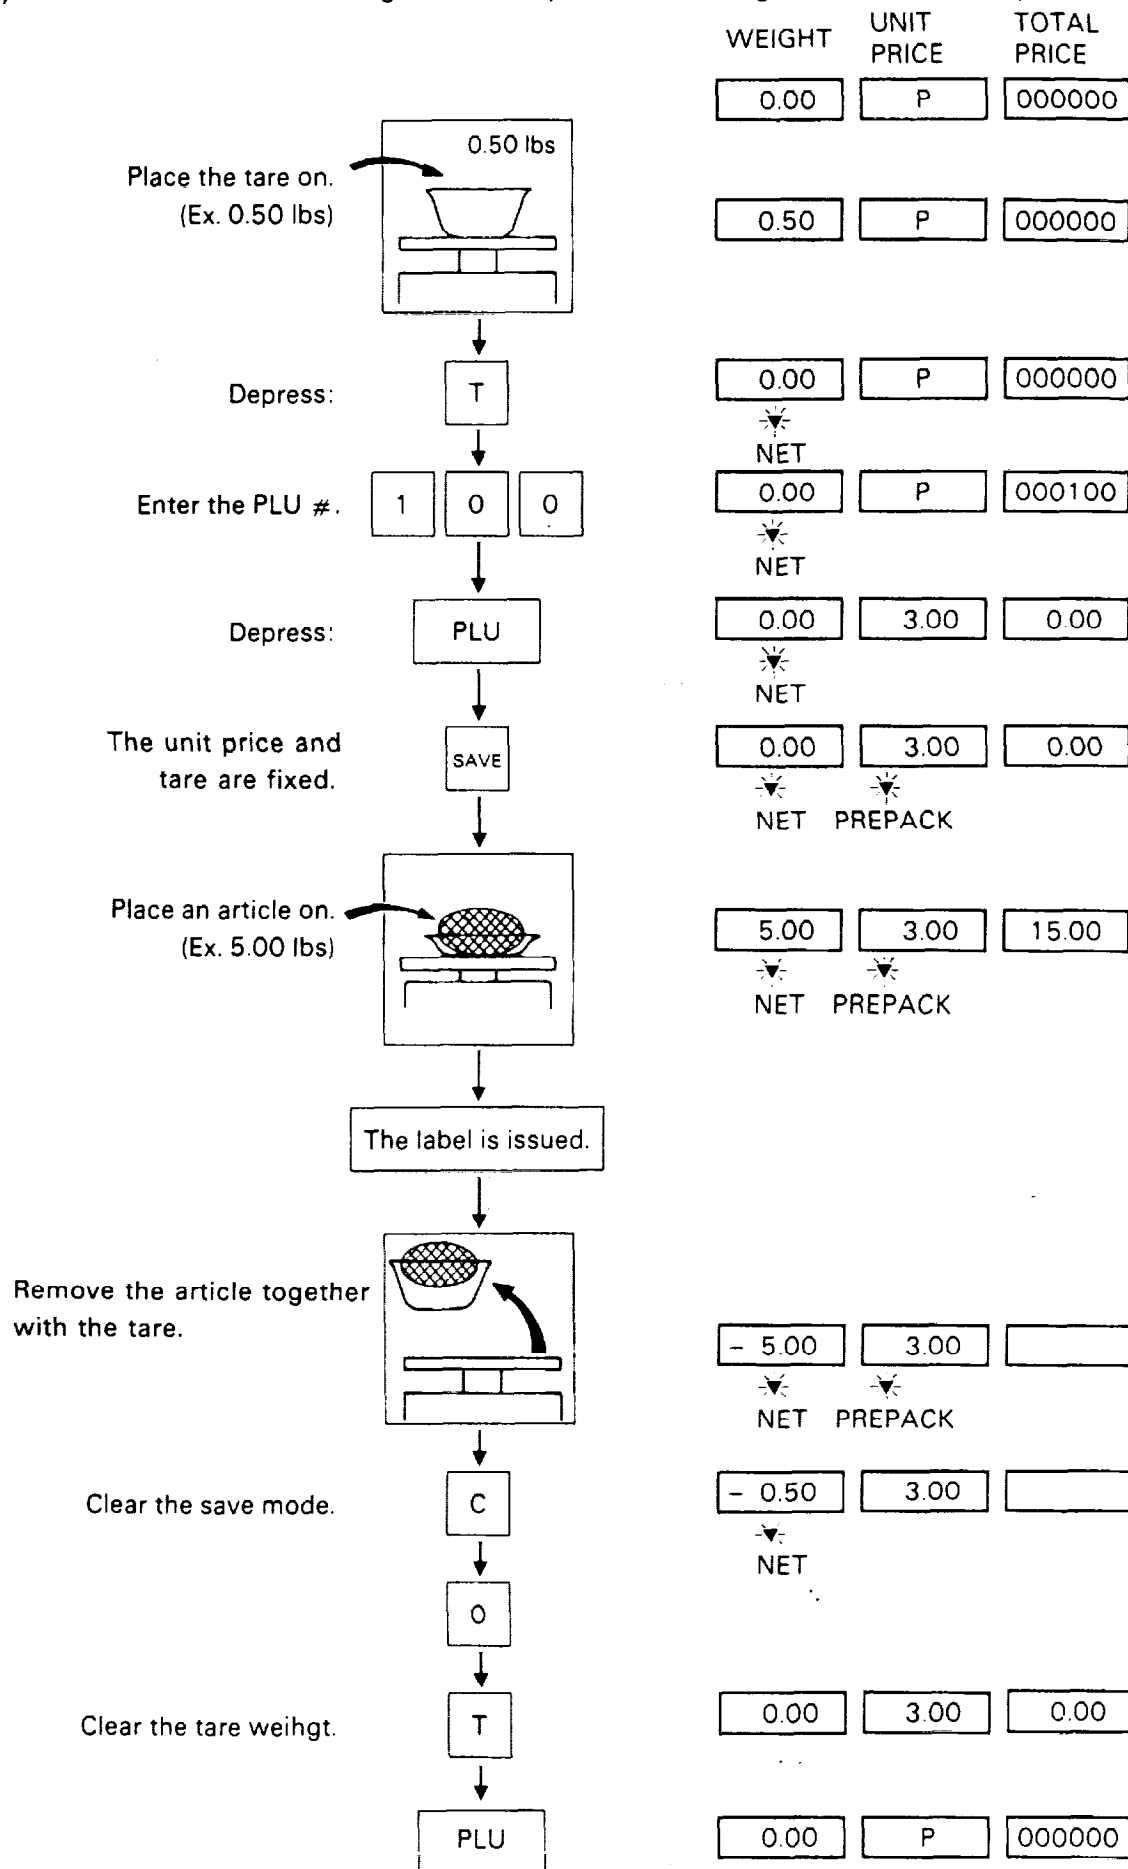 WEIGHT UNIT PRICE TOTAL PRICE
0.00 P 000000
0.50 lbs
Place the tare on.
(Ex. 0.50 lbs)
0.50 P 000000
Depress: T
0.00 P 000000
NET
Enter the PLU #. 1 0 0
0.00 P 000100
NET
Depress: PLU
0.00 3.00 0.00
NET
The unit price and
tare are fixed.
SAVE
0.00 3.00 0.00
NET PREPACK
Place an article on.
(Ex. 5.00 lbs)
5.00 3.00 15.00
NET PREPACK
The label is issued.
Remove the article together
with the tare.
- 5.00 3.00
NET PREPACK
Clear the save mode. C
- 0.50 3.00
NET
0
Clear the tare weihgt. T
0.00 3.00 0.00
PLU
0.00 P 000000